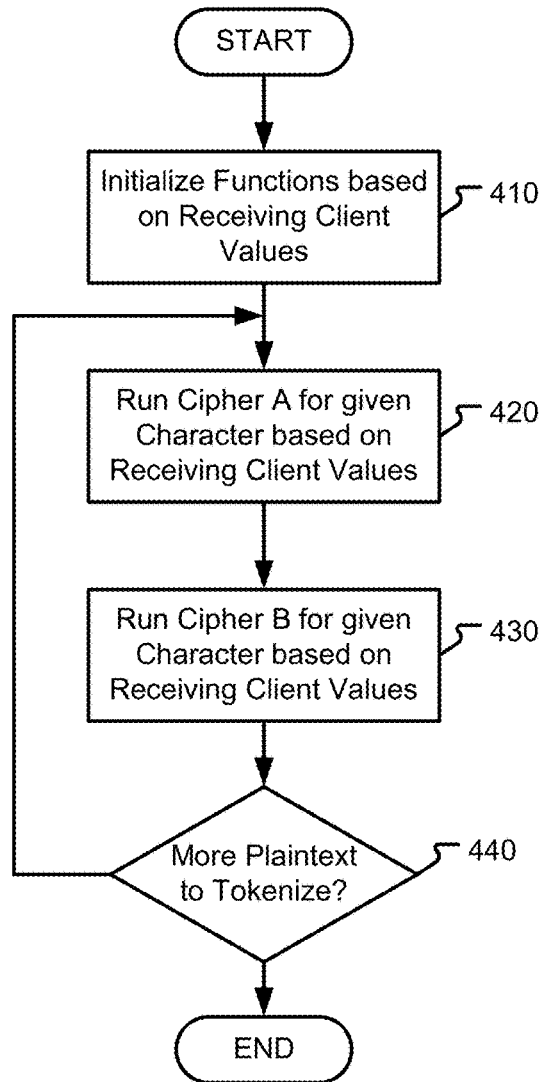 START
Initialize Functions based
on Receiving Client
Values
410
Run Cipher A for given
Character based on
Receiving Client Values
420
Run Cipher B for given
Character based on
Receiving Client Values
430
More Plaintext
to Tokenize?
440
END